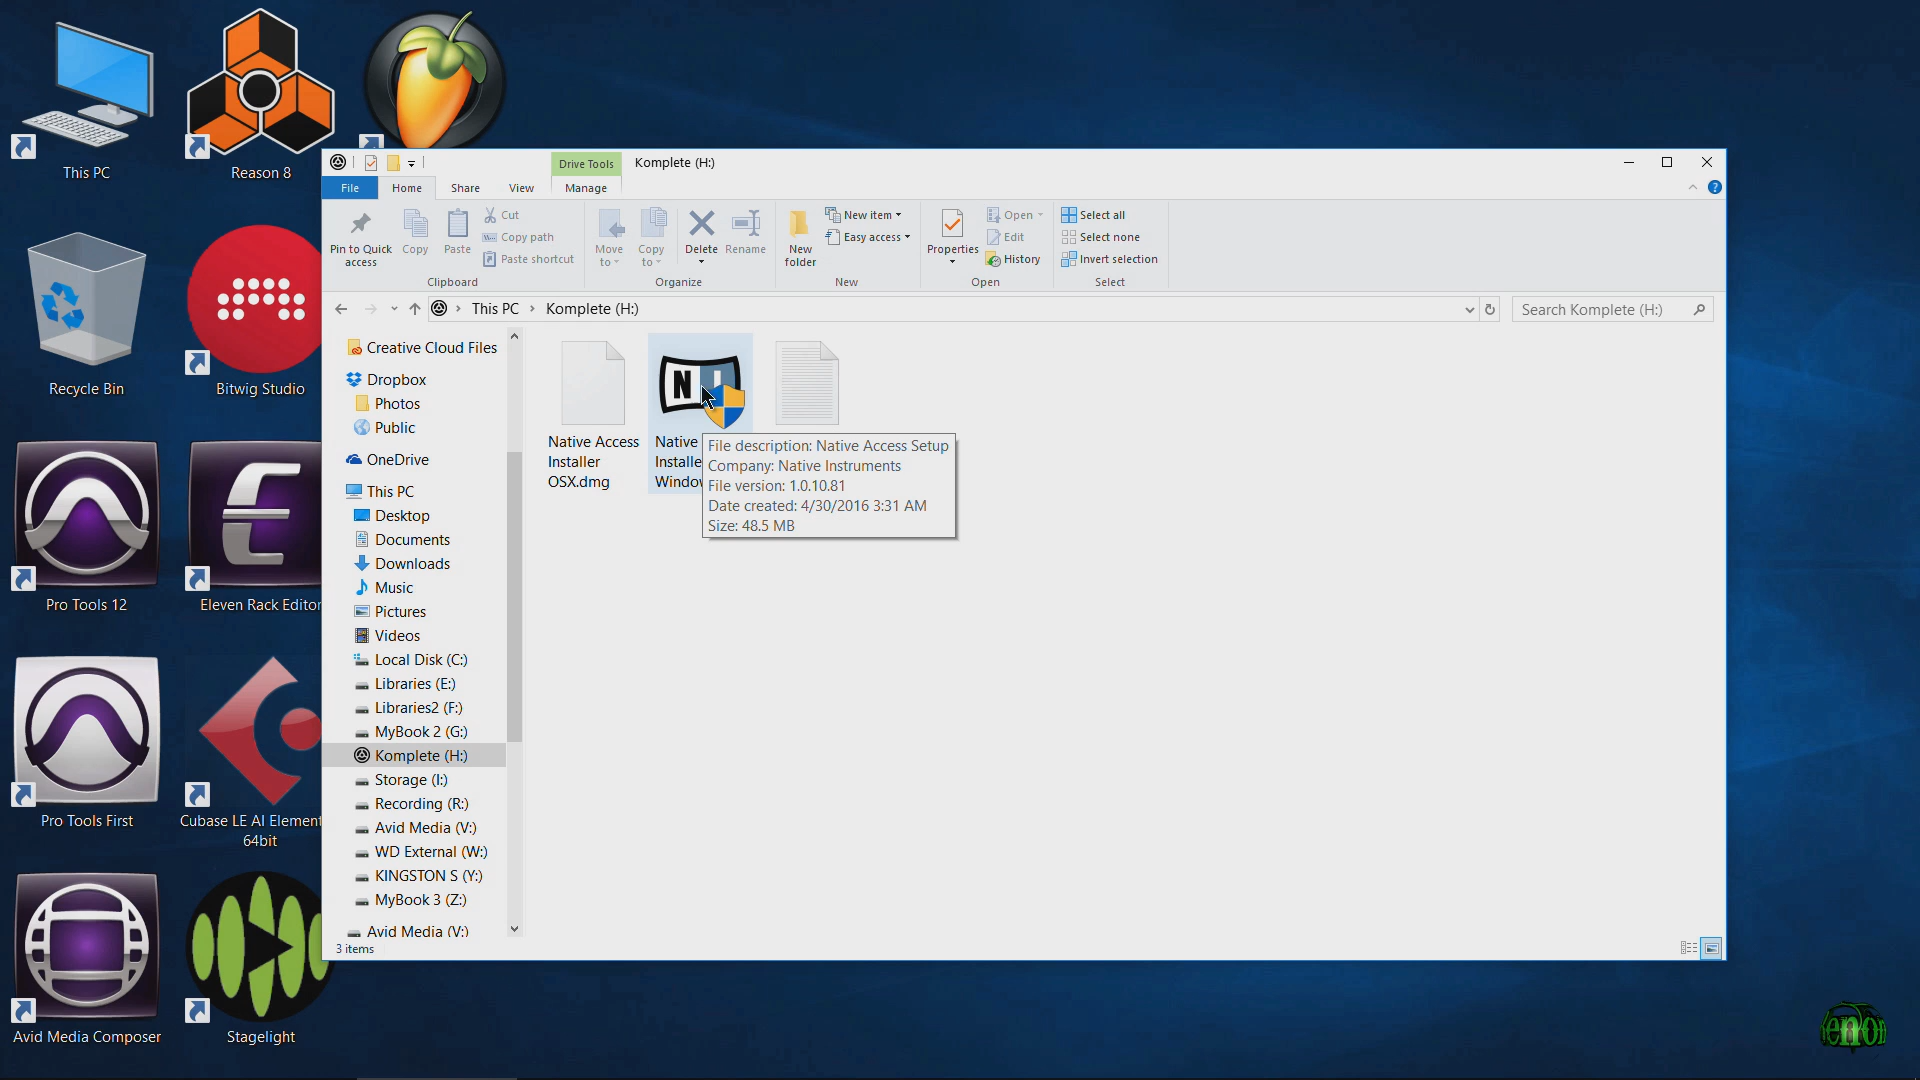 This PC
Reason 8
Recycle Bin
Bitwig Studio
Pro Tools 12
Eleven Rack Editor
Pro Tools First
Cubase LE AI Element
64bit
Avid Media Composer
Stagelight
Drive Tools
Komplete (H:)
File
Home
Share
View
Manage
Pin to Quick
access
Copy
Paste
Cut
Copy path
Paste shortcut
Clipboard
Move
to
Copy
to
Delete
Rename
Organize
New
folder
New item
Easy access
New
Properties
Open
Edit
History
Open
Select all
Select none
Invert selection
Select
This PC
Komplete (H:)
Search Komplete (H:)
Creative Cloud Files
Dropbox
Photos
Public
OneDrive
This PC
Desktop
Documents
Downloads
Music
Pictures
Videos
Local Disk (C:)
Libraries (E:)
Libraries2 (F:)
MyBook 2 (G:)
Komplete (H:)
Storage (I:)
Recording (R:)
Avid Media (V:)
WD External (W:)
KINGSTON S (Y:)
MyBook 3 (Z:)
Avid Media (V:)
3 items
Native Access
Installer
OSX.dmg
N I
Native
Installe
Window
File description: Native Access Setup
Company: Native Instruments
File version: 1.0.10.81
Date created: 4/30/2016 3:31 AM
Size: 48.5 MB